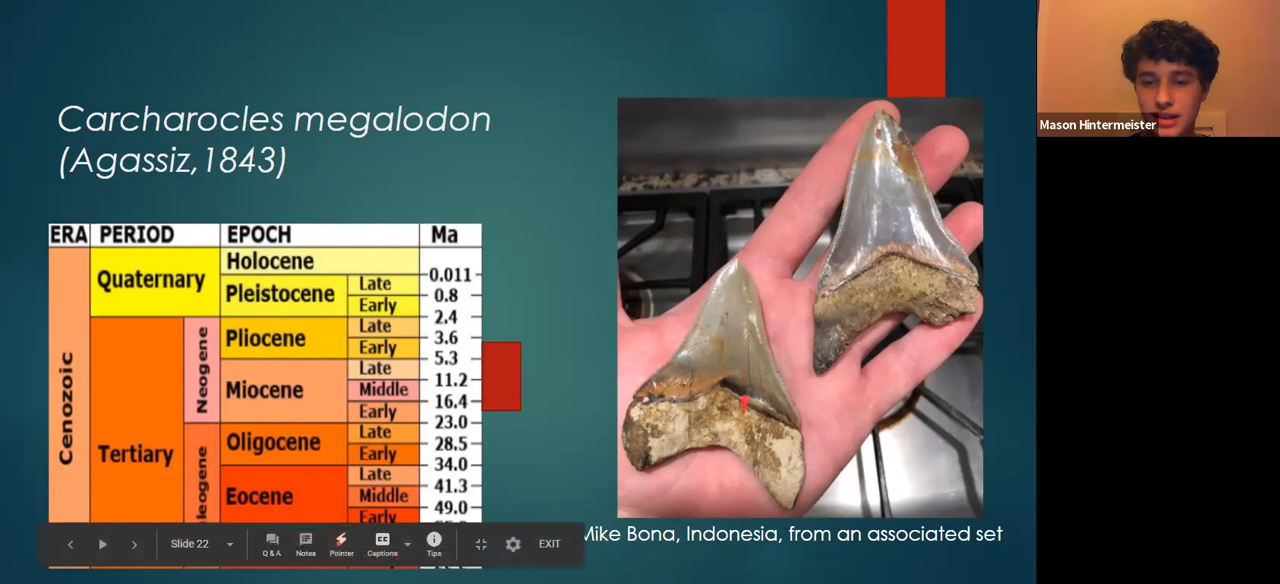 Carcharocles megalodon
(Agassiz,1843)
Mason Hintermeister
ERA PERIOD EPOCH Ma
Cenozoic
Quaternary
Holocene
0.011
Pleistocene
Late
0.8
Early
2.4
Tertiary
Neogene
Pliocene
Late
3.6
Early
5.3
Miocene
Late
11.2
Middle
16.4
Early
23.0
Oligocene
Late
28.5
Early
34.0
Eocene
Late
41.3
Middle
49.0
Early
Mike Bona, Indonesia, from an associated set
Slide 22
Q & A
Notes
Pointer
Captions
Tips
EXIT